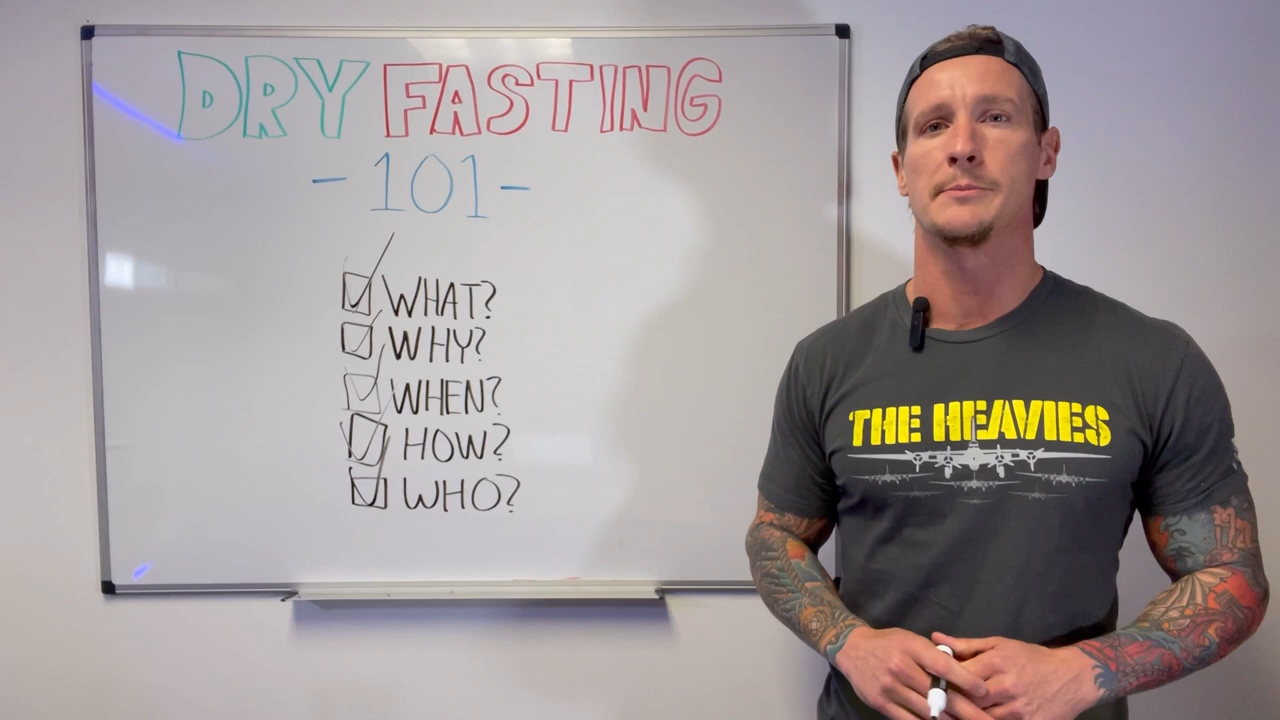 DRY FASTING
- 101 -
WHAT?
WHY?
WHEN?
HOW?
WHO?
THE HEAVIES